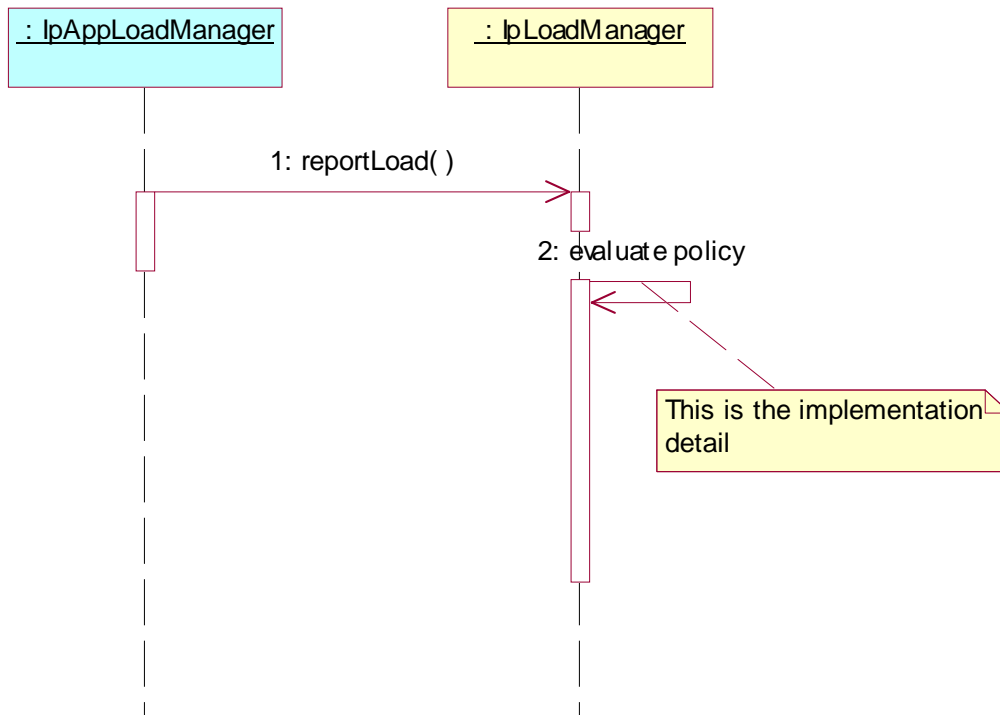 : IpAppLoadManager
: IpLoadManager
1: reportLoad( )
2: evaluate policy
This is the implementation
detail